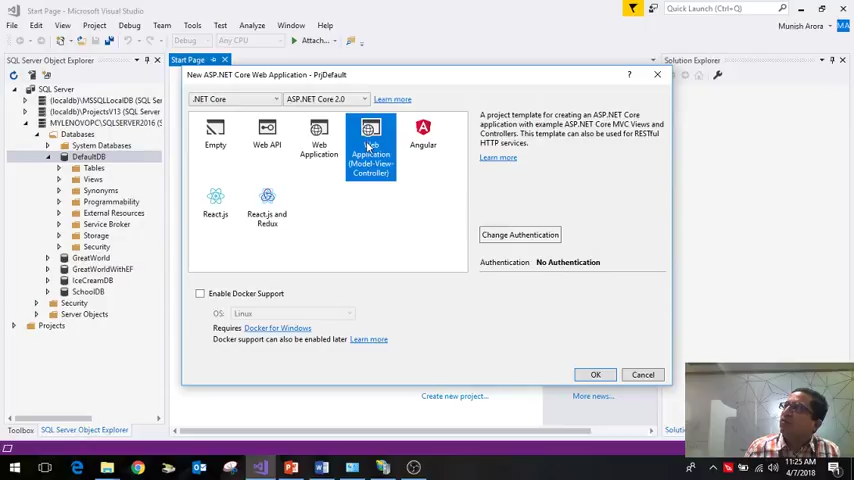 Start Page - Microsoft Visual Studio
Quick Launch (Ctrl+Q)
File Edit View Project Debug Team Tools Test Analyze Window Help
Munish Arora
MA
Debug Any CPU Attach...
SQL Server Object Explorer
Start Page
Solution Explorer
New ASP.NET Core Web Application - PrjDefault
.NET Core
ASP.NET Core 2.0
Learn more
SQL Server
(localdb)\MSSQLLocalDB (SQL Se
(localdb)\ProjectsV13 (SQL Server
MYLENOVOPC\SQLSERVER2016 (
Databases
System Databases
DefaultDB
Tables
Views
Synonyms
Programmability
External Resources
Service Broker
Storage
Security
GreatWorld
GreatWorldWithEF
IceCreamDB
SchoolDB
Security
Server Objects
Projects
Empty
Web API
Web
Application
Web
Application
(Model-View-
Controller)
Angular
React.js
React.js and
Redux
A project template for creating an ASP.NET Core
application with example ASP.NET Core MVC Views and
Controllers. This template can also be used for RESTful
HTTP services.
Learn more
Change Authentication
Authentication No Authentication
Enable Docker Support
OS: Linux
Requires Docker for Windows
Docker support can also be enabled later Learn more
OK
Cancel
Create new project...
More news...
Toolbox SQL Server Object Explorer
11:25 AM
4/7/2018